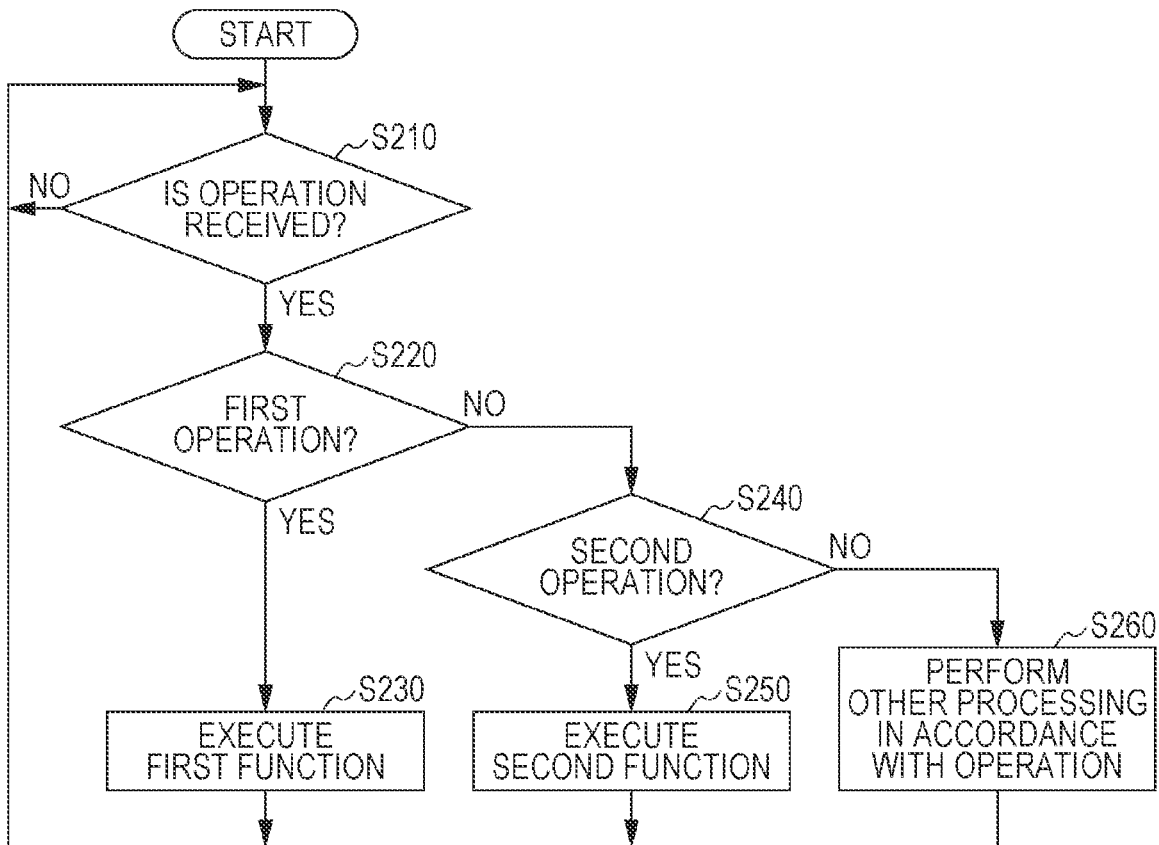 START
S210
NO
IS OPERATION
RECEIVED?
YES
S220
FIRST
OPERATION?
NO
YES
S240
SECOND
OPERATION?
NO
YES
S230
EXECUTE
FIRST FUNCTION
S250
EXECUTE
SECOND FUNCTION
S260
PERFORM
OTHER PROCESSING
IN ACCORDANCE
WITH OPERATION